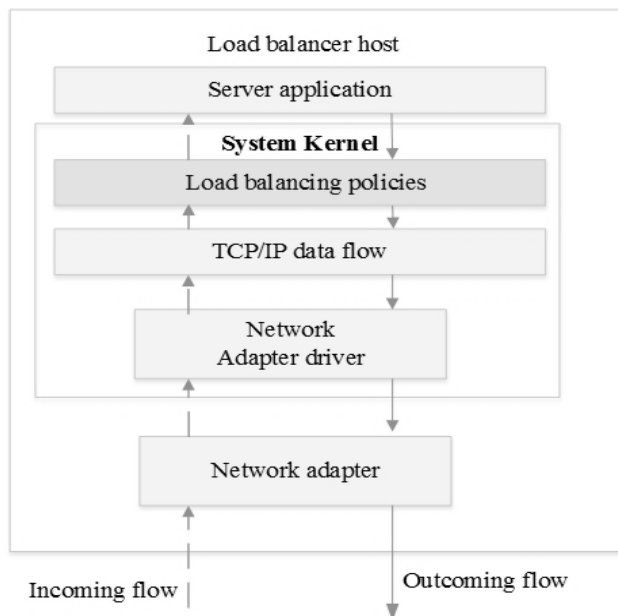 Load balancer host
Server application
System Kernel
Load balancing policies
TCP/IP data flow
Network
Adapter driver
Network adapter
Incoming flow
Outcoming flow